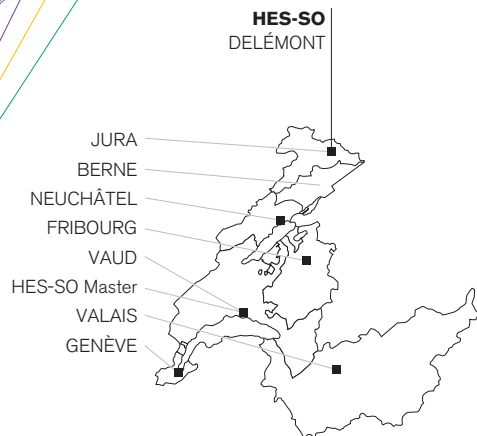 HES-SO
DELÉMONT
JURA
BERNE
NEUCHÂTEL
FRIBOURG
VAUD
HES-SO Master
VALAIS
GENÈVE